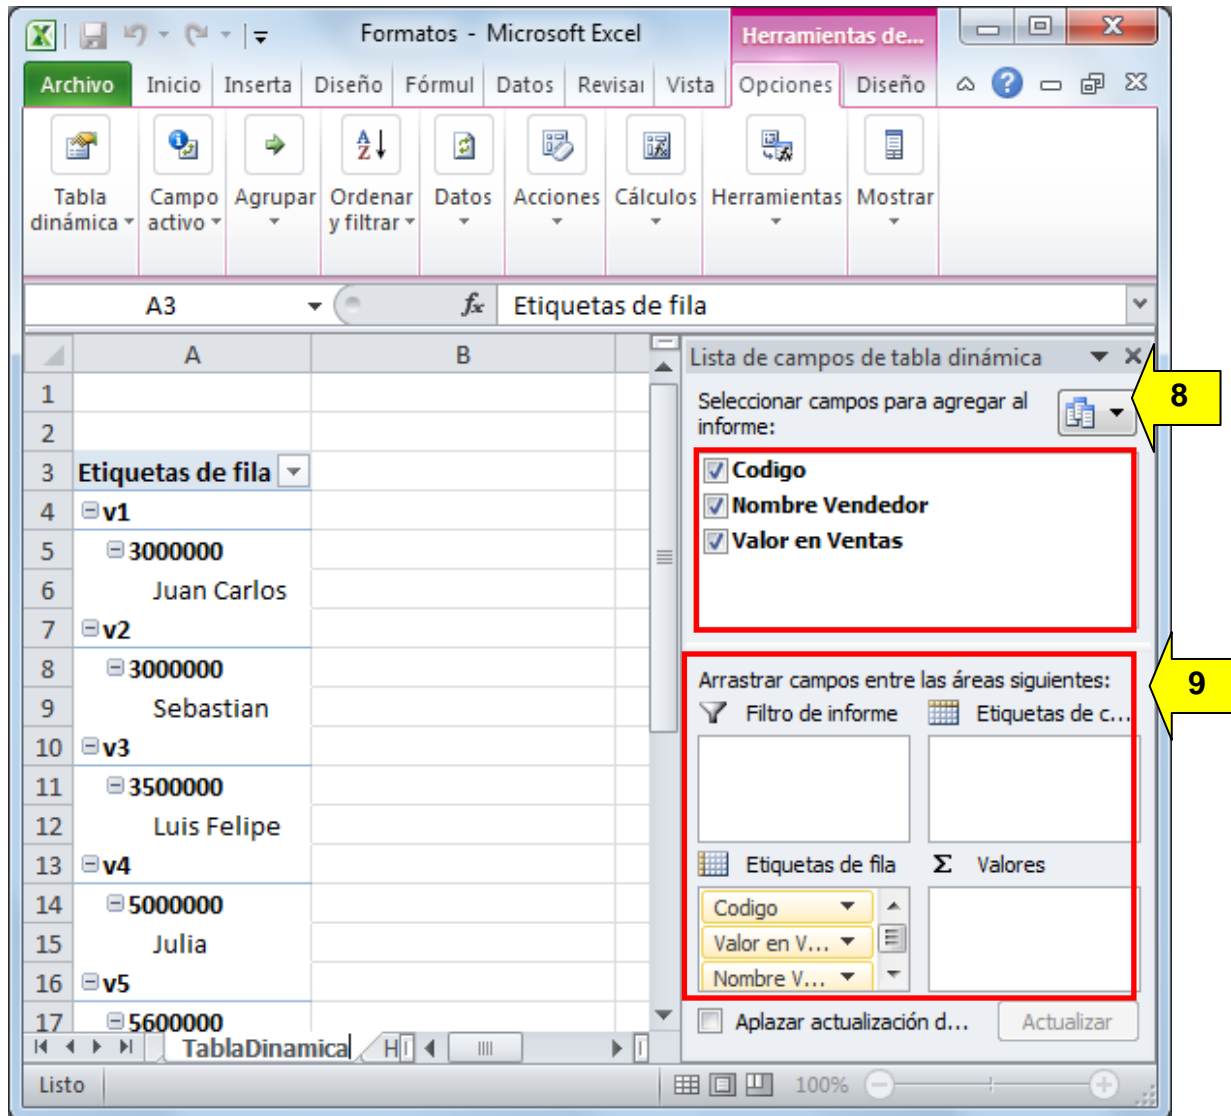 Formatos - Microsoft Excel
Herramientas de...
Archivo Inicio Inserta Diseño Fórmul Datos Revisar Vista Opciones Diseño
Tabla dinámica
Campo activo
Agrupar
Ordenar y filtrar
Datos
Acciones
Cálculos
Herramientas
Mostrar
A3 fx Etiquetas de fila
A B
1
2
3 Etiquetas de fila
4 v1
5 3000000
6 Juan Carlos
7 v2
8 3000000
9 Sebastian
10 v3
11 3500000
12 Luis Felipe
13 v4
14 5000000
15 Julia
16 v5
17 5600000
TablaDinamica H
Listo
100%
Lista de campos de tabla dinámica
8
Seleccionar campos para agregar al
informe:
Codigo
Nombre Vendedor
Valor en Ventas
9
Arrastrar campos entre las áreas siguientes:
Filtro de informe Etiquetas de c...
Etiquetas de fila Σ Valores
Codigo
Valor en V...
Nombre V...
Aplazar actualización d... Actualizar